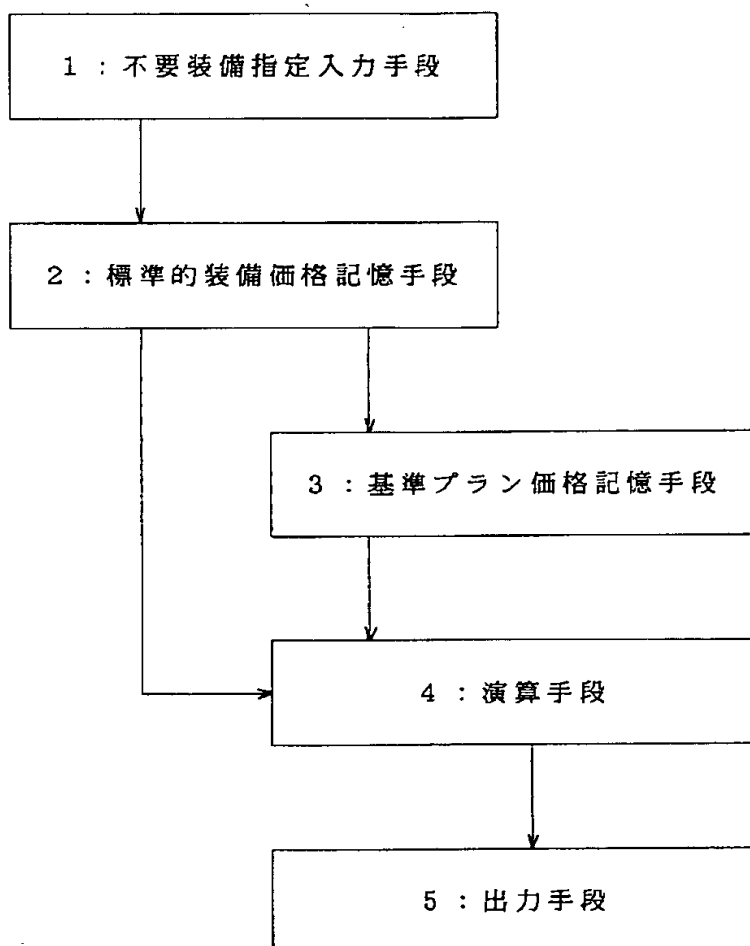 1：不要装備指定入力手段
2：標準的装備価格記憶手段
3：基準プラン価格記憶手段
4：演算手段
5：出力手段